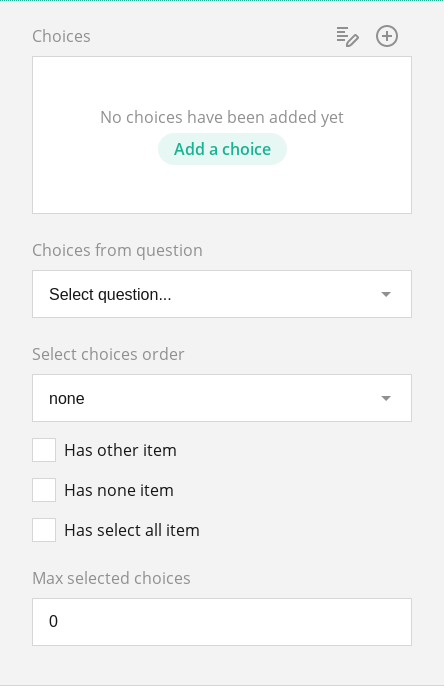 Choices
No choices have been added yet
Add a choice
Choices from question
Select question...
Select choices order
none
Has other item
Has none item
Has select all item
Max selected choices
0